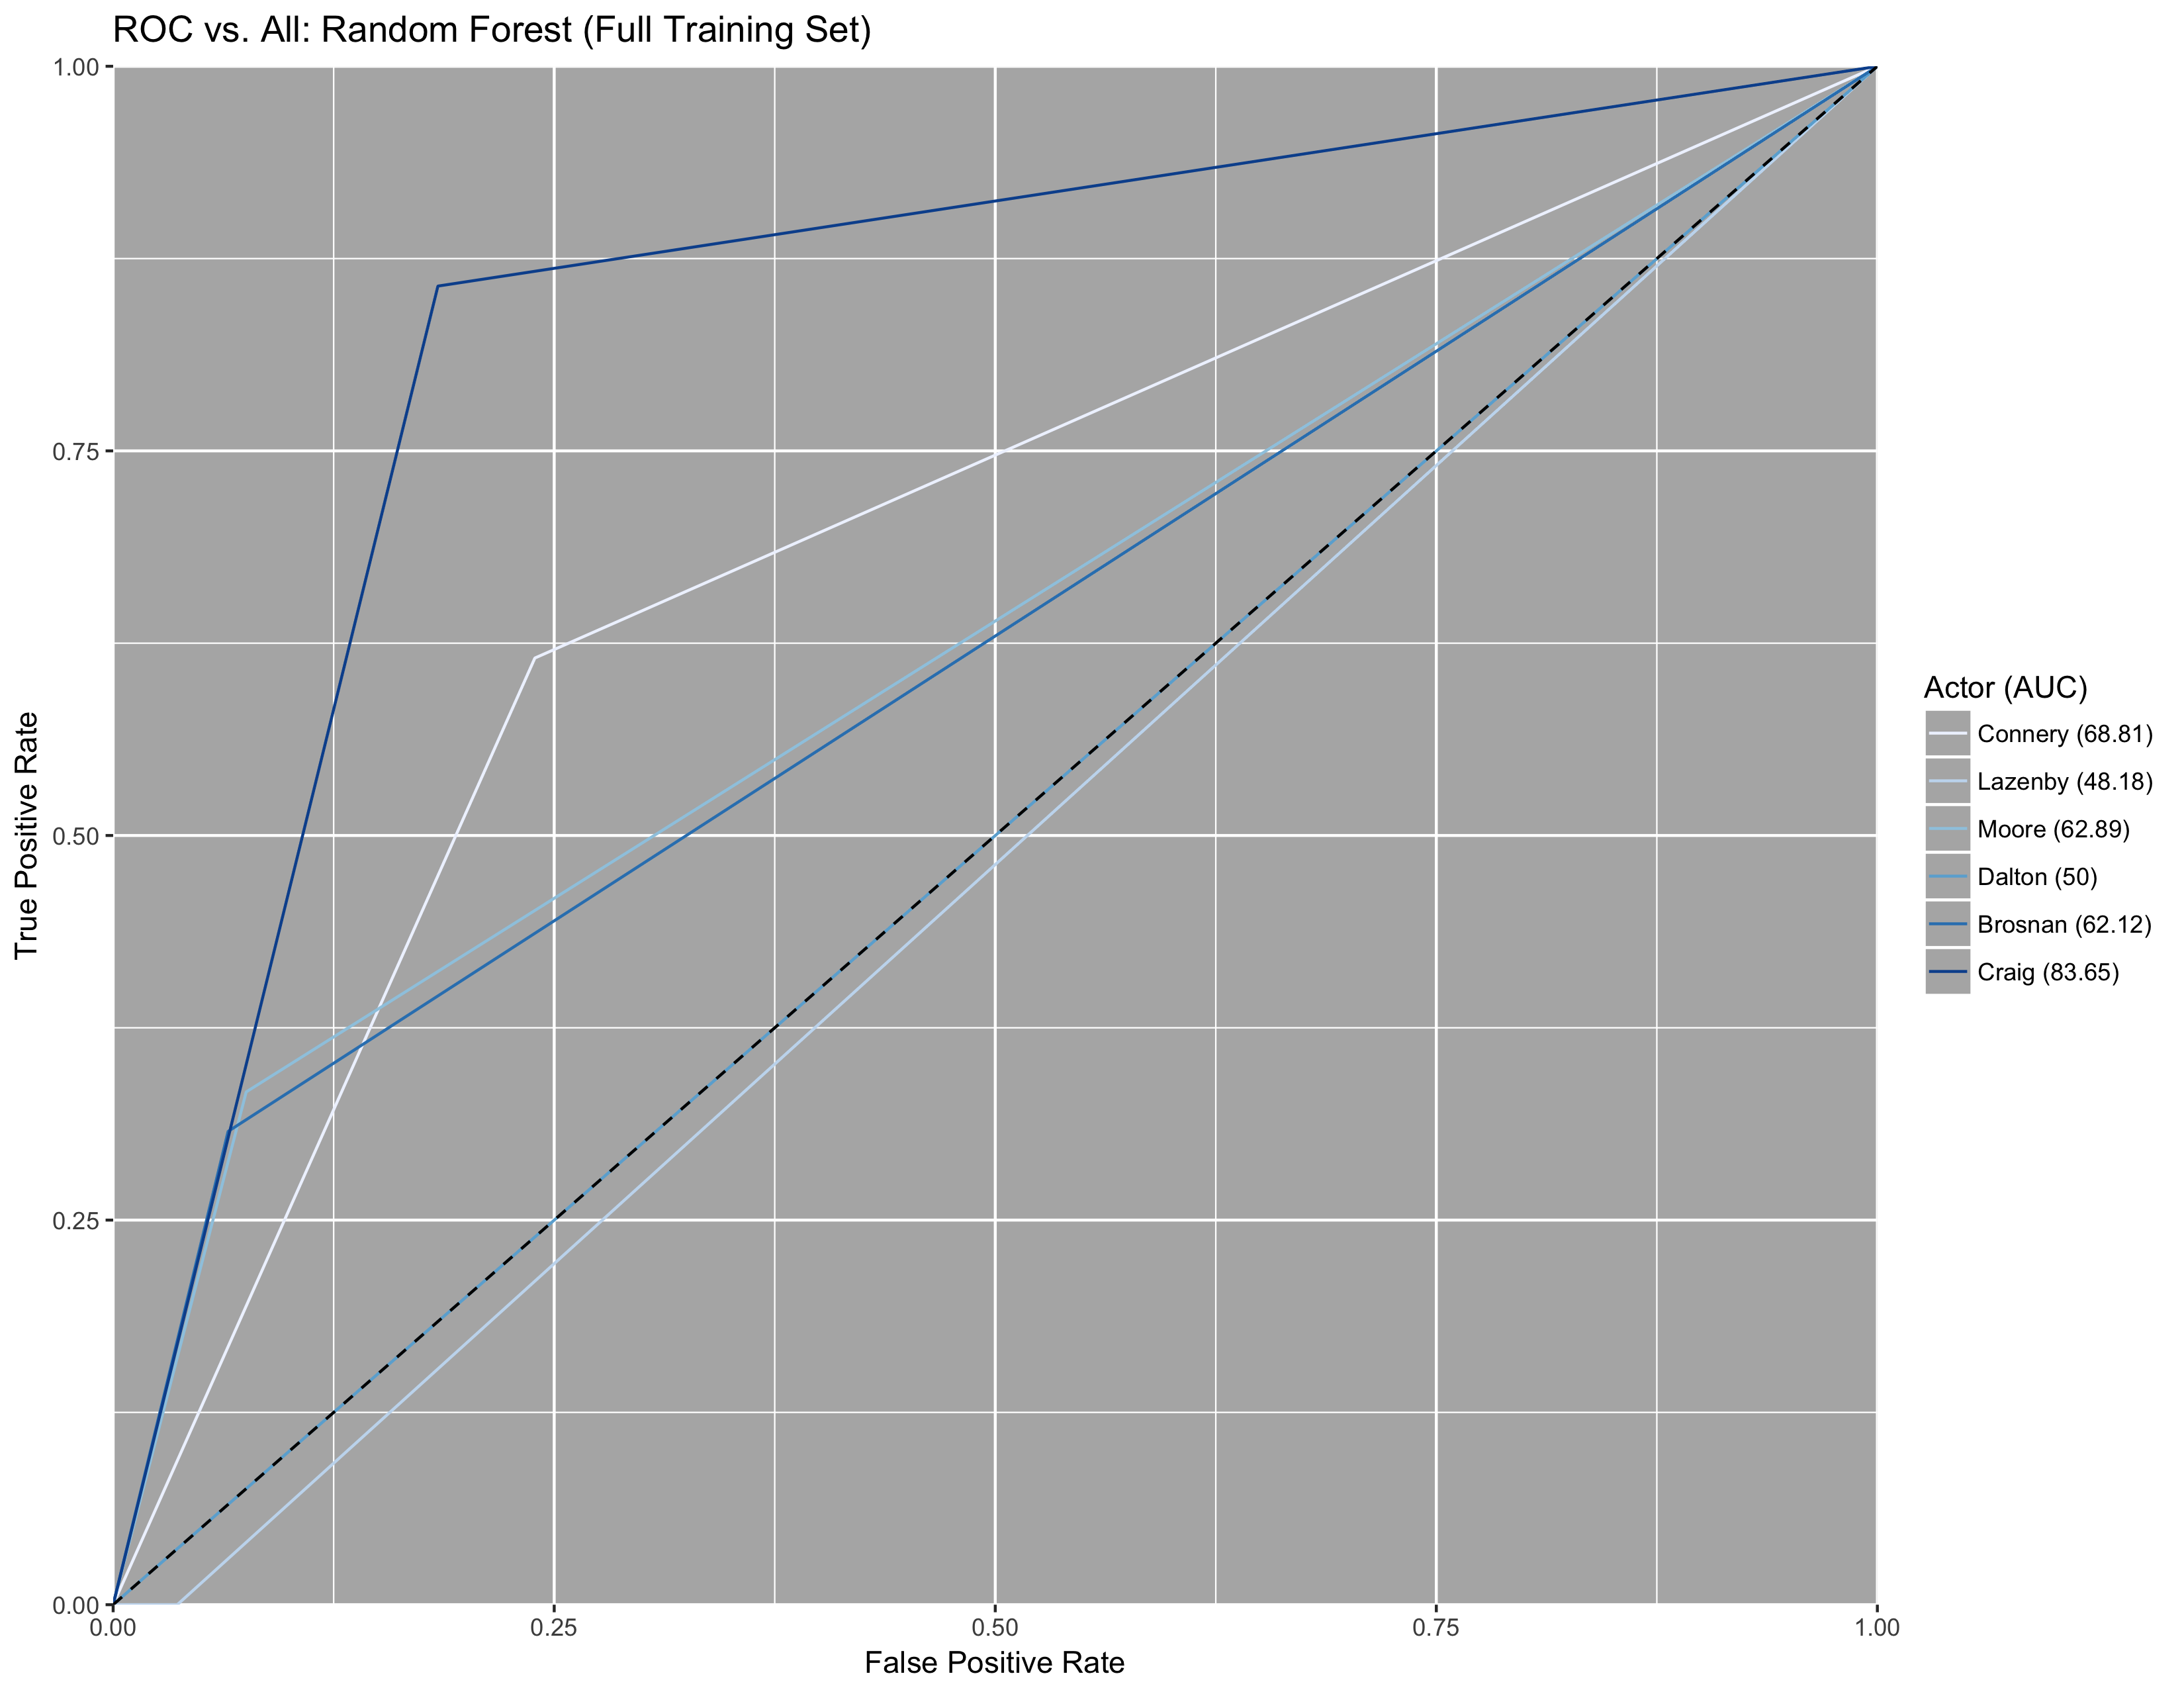 ROC vs. All: Random Forest (Full Training Set)
1.00
0.75
0.50
0.25
0.00
True Positive Rate
0.00
0.25
0.50
0.75
1.00
False Positive Rate
Actor (AUC)
Connery (68.81)
Lazenby (48.18)
Moore (62.89)
Dalton (50)
Brosnan (62.12)
Craig (83.65)